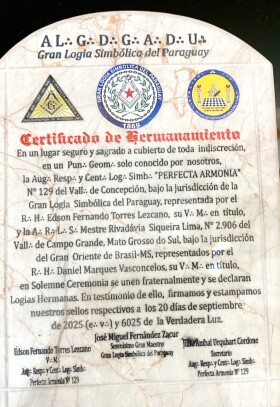 A L∴ G∴ D∴ G∴ A∴ D∴ U∴
Gran Logia Simbólica del Paraguay
GRAN LOGIA SIMBOLICA DEL PARAGUAY
1869
G
Certificado de Hermanamiento
En un lugar seguro y sagrado a cubierto de toda indiscreción,
en un Pun∴ Geom∴ solo conocido por nosotros,
la Aug∴ Resp∴ y Cent∴ Log∴ Simb∴ "PERFECTA ARMONIA"
N° 129 del Vall∴ de Concepción, bajo la jurisdicción de la
Gran Logia Simbólica del Paraguay, representada por el
R∴ H∴ Edson Fernando Torres Lezcano, su V∴ M∴ en título,
y la A∴ R∴ L∴ S∴ Mestre Rivadávia Siqueira Lima, N° 2.906 del
Vall∴ de Campo Grande, Mato Grosso do Sul, bajo la jurisdicción
del Gran Oriente de Brasil-MS, representados por el
R∴ H∴ Daniel Marques Vasconcelos, su V∴ M∴ en título,
en Solemne Ceremonia se unen fraternalmente y se declaran
Logias Hermanas. En testimonio de ello, firmamos y estampamos
nuestros sellos respectivos a los 20 días de septiembre
de 2025 (e∴ v∴) y 6025 de la Verdadera Luz.
José Miguel Fernández Zacur
Serenísimo Gran Maestro
Gran Logia Simbólica del Paraguay
Edson Fernando Torres Lezcano
V∴ M∴
Aug∴ Resp∴ y Cent∴ Log∴ Simb∴
Perfecta Armonía N° 129
Aníbal Urquhart Cardone
Secretario
Aug∴ Resp∴ y Cent∴ Log∴ Simb∴
Perfecta Armonía N° 129